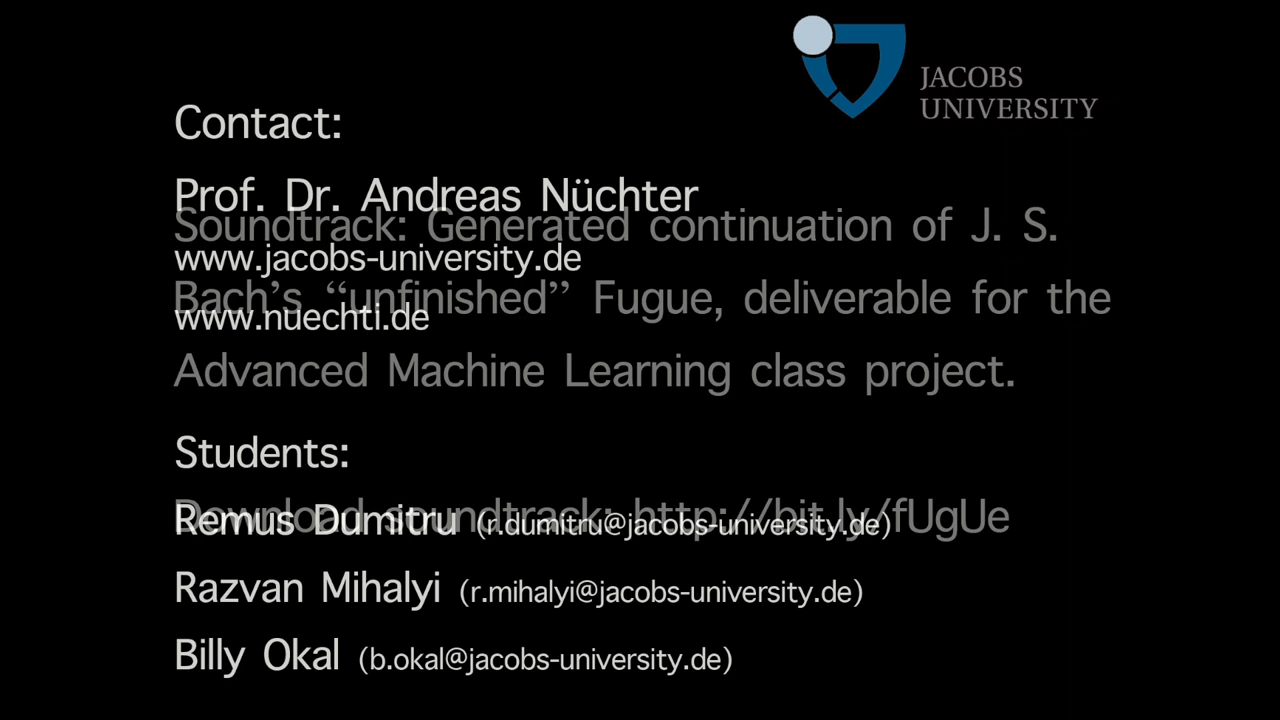 JACOBS
UNIVERSITY
Contact:
Prof. Dr. Andreas Nüchter
Soundtrack: Generated continuation of J. S.
www.jacobs-university.de
Bach's “unfinished” Fugue, deliverable for the
www.nuechti.de
Advanced Machine Learning class project.
Students:
Download soundtrack: http://bit.ly/fUgUe
Remus Dumitru (r.dumitru@jacobs-university.de)
Razvan Mihalyi (r.mihalyi@jacobs-university.de)
Billy Okal (b.okal@jacobs-university.de)